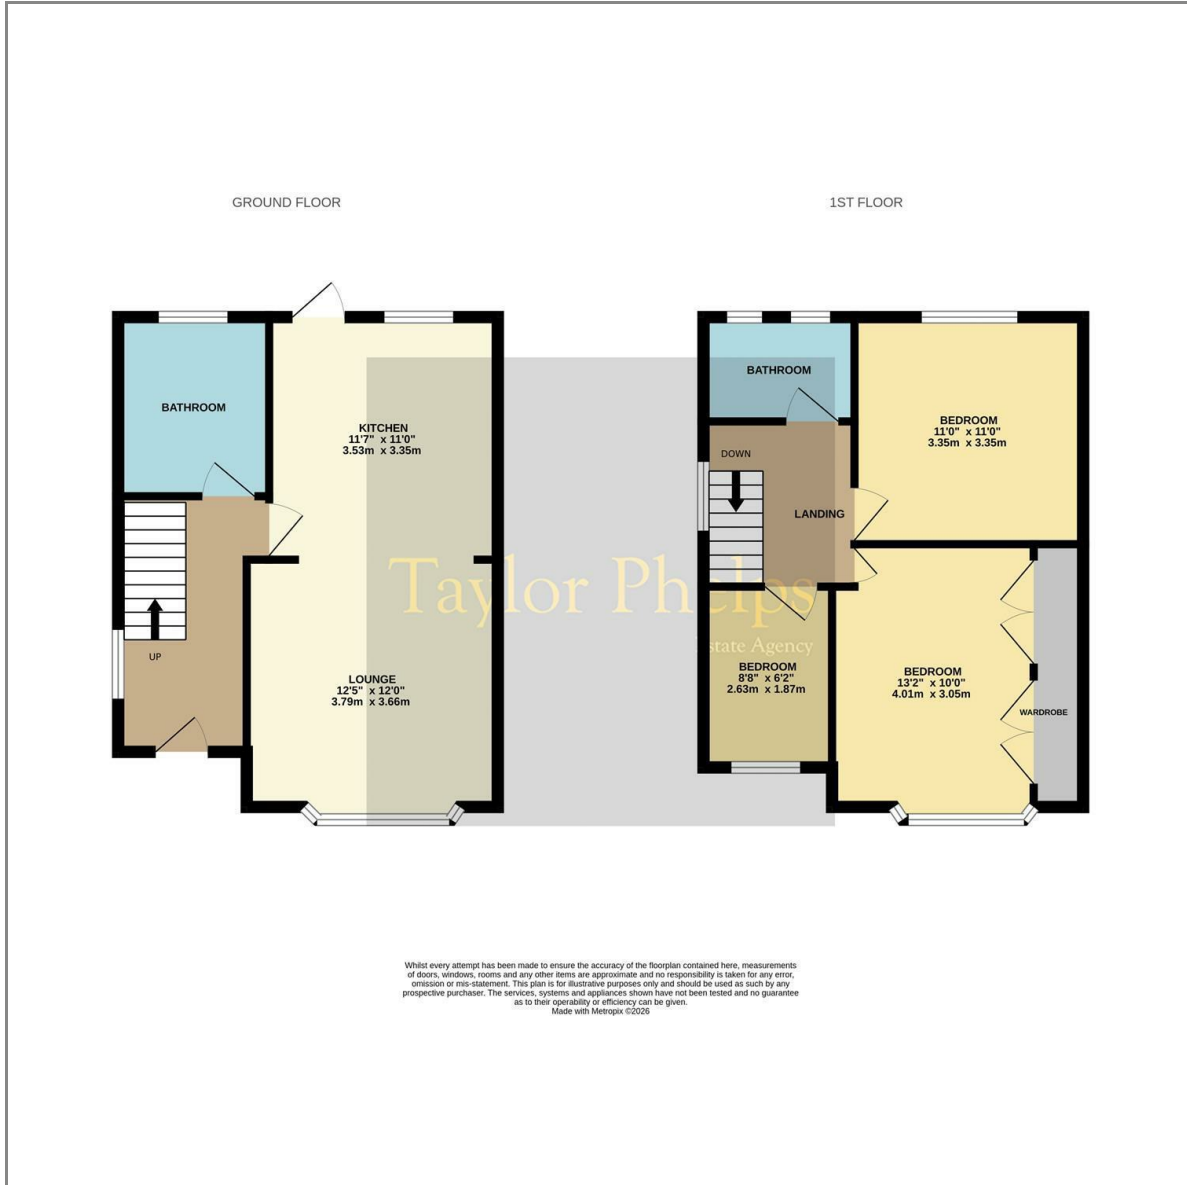 GROUND FLOOR
1ST FLOOR
BATHROOM
KITCHEN
11'7" x 11'0"
3.53m x 3.35m
UP
LOUNGE
12'5" x 12'0"
3.79m x 3.66m
BATHROOM
BEDROOM
11'0" x 11'0"
3.35m x 3.35m
DOWN
LANDING
BEDROOM
8'8" x 6'2"
2.63m x 1.87m
BEDROOM
13'2" x 10'0"
4.01m x 3.05m
WARDROBE
Taylor Phelps
Estate Agency
Whilst every attempt has been made to ensure the accuracy of the floorplan contained here, measurements
of doors, windows, rooms and any other items are approximate and no responsibility is taken for any error,
omission or mis-statement. This plan is for illustrative purposes only and should be used as such by any
prospective purchaser. The services, systems and appliances shown have not been tested and no guarantee
as to their operability or efficiency can be given.
Made with Metropix ©2026